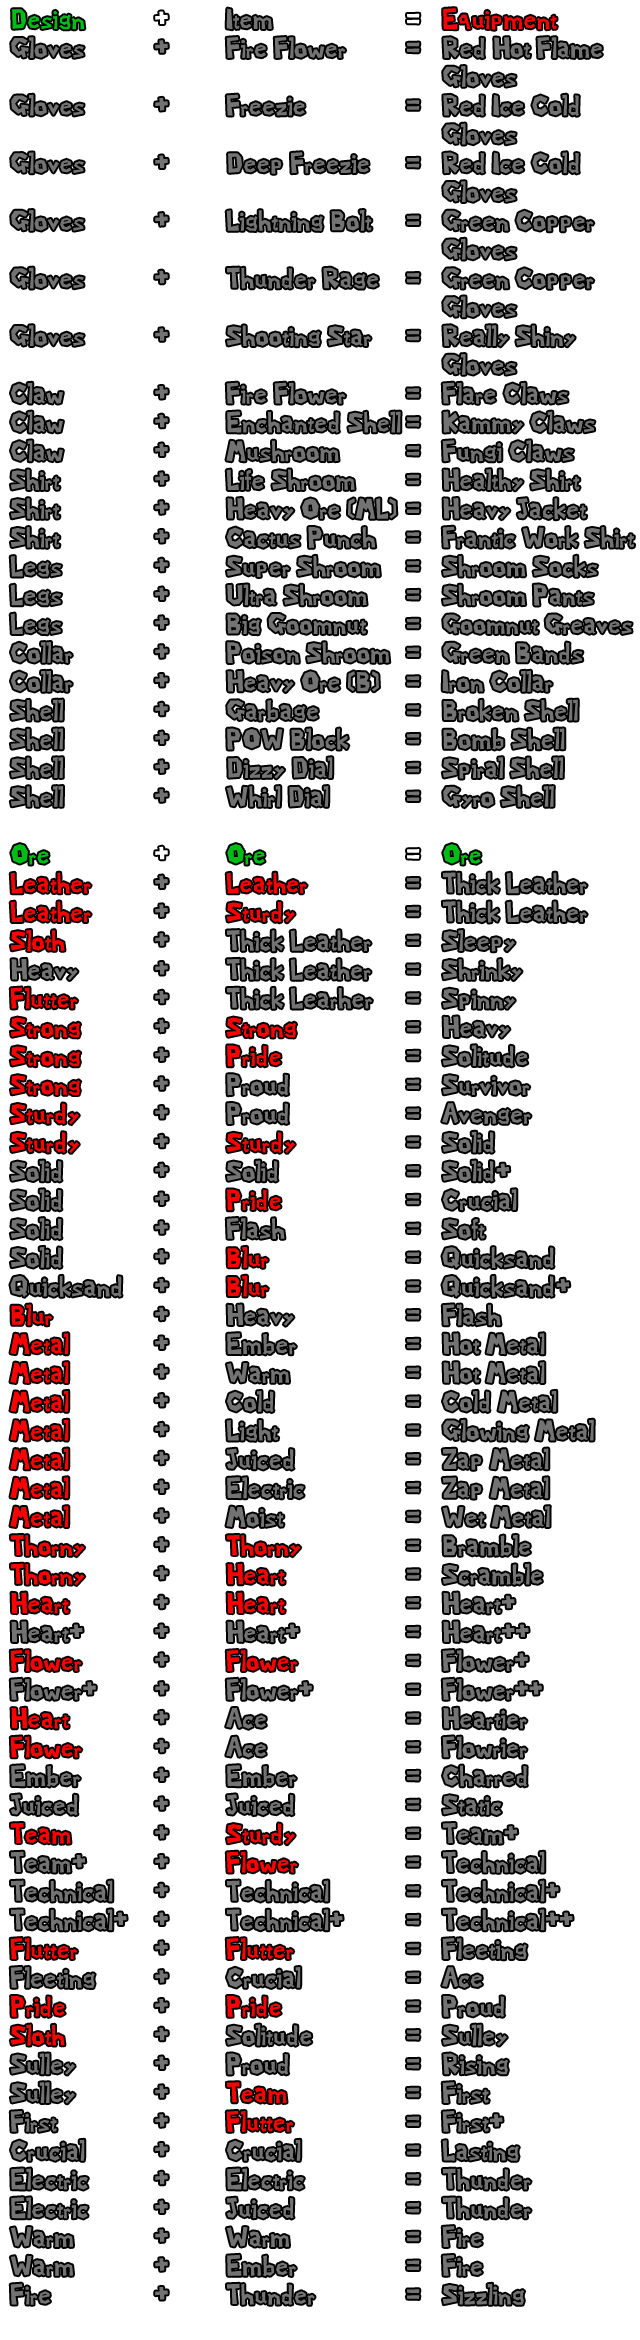 Design + Item = Equipment
Gloves + Fire Flower = Red Hot Flame
Gloves
Gloves + Freezie = Red Ice Cold
Gloves
Gloves + Deep Freezie = Red Ice Cold
Gloves
Gloves + Lightning Bolt = Green Copper
Gloves
Gloves + Thunder Rage = Green Copper
Gloves
Gloves + Shooting Star = Really Shiny
Gloves
Claw + Fire Flower = Flare Claws
Claw + Enchanted Shell = Kammy Claws
Claw + Mushroom = Fungi Claws
Shirt + Life Shroom = Healthy Shirt
Shirt + Heavy Ore (ML) = Heavy Jacket
Shirt + Cactus Punch = Frantic Work Shirt
Legs + Super Shroom = Shroom Socks
Legs + Ultra Shroom = Shroom Pants
Legs + Big Goomnut = Goomnut Greaves
Collar + Poison Shroom = Green Bands
Collar + Heavy Ore (B) = Iron Collar
Shell + Garbage = Broken Shell
Shell + POW Block = Bomb Shell
Shell + Dizzy Dial = Spiral Shell
Shell + Whirl Dial = Gyro Shell
Ore + Ore = Ore
Leather + Leather = Thick Leather
Leather + Sturdy = Thick Leather
Sloth + Thick Leather = Sleepy
Heavy + Thick Leather = Shrinky
Flutter + Thick Learher = Spinny
Strong + Strong = Heavy
Strong + Pride = Solitude
Strong + Proud = Survivor
Sturdy + Proud = Avenger
Sturdy + Sturdy = Solid
Solid + Solid = Solid+
Solid + Pride = Crucial
Solid + Flash = Soft
Solid + Blur = Quicksand
Quicksand + Blur = Quicksand+
Blur + Heavy = Flash
Metal + Ember = Hot Metal
Metal + Warm = Hot Metal
Metal + Cold = Cold Metal
Metal + Light = Glowing Metal
Metal + Juiced = Zap Metal
Metal + Electric = Zap Metal
Metal + Moist = Wet Metal
Thorny + Thorny = Bramble
Thorny + Heart = Scramble
Heart + Heart = Heart+
Heart+ + Heart+ = Heart++
Flower + Flower = Flower+
Flower+ + Flower+ = Flower++
Heart + Ace = Heartier
Flower + Ace = Flowrier
Ember + Ember = Charred
Juiced + Juiced = Static
Team + Sturdy = Team+
Team+ + Flower = Technical
Technical + Technical = Technical+
Technical+ + Technical+ = Technical++
Flutter + Flutter = Fleeting
Fleeting + Crucial = Ace
Pride + Pride = Proud
Sloth + Solitude = Sulley
Sulley + Proud = Rising
Sulley + Team = First
First + Flutter = First+
Crucial + Crucial = Lasting
Electric + Electric = Thunder
Electric + Juiced = Thunder
Warm + Warm = Fire
Warm + Ember = Fire
Fire + Thunder = Sizzling